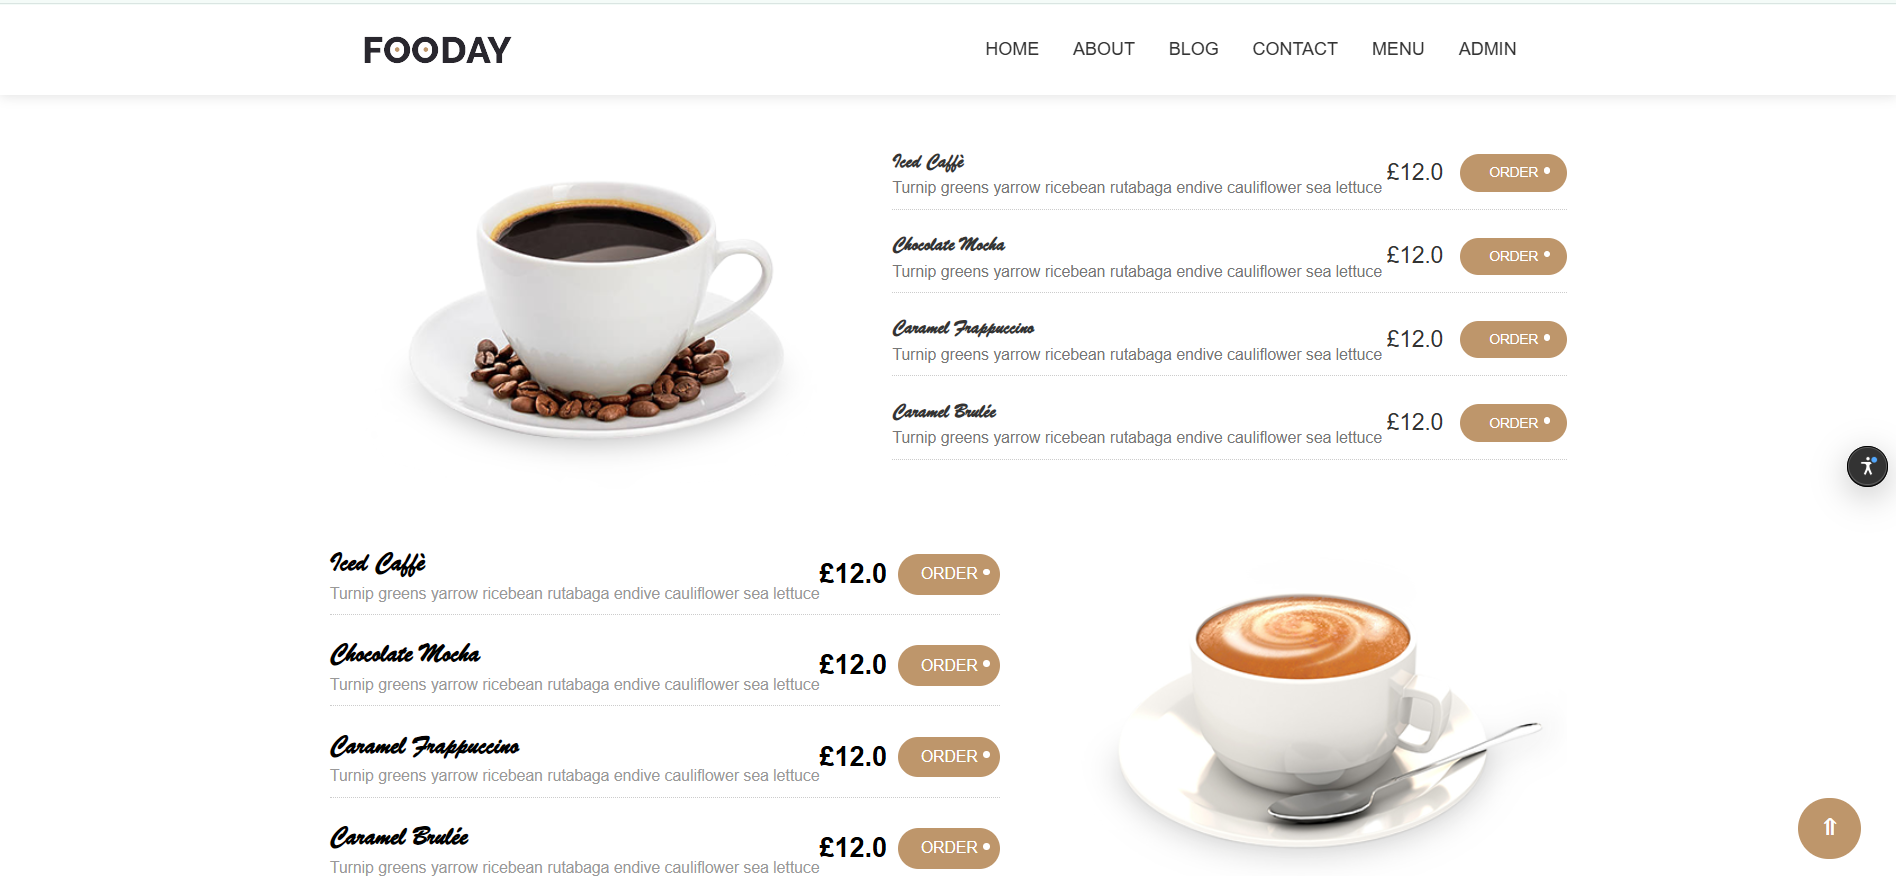 FOODAY
HOME ABOUT BLOG CONTACT MENU ADMIN
Iced Caffè
Turnip greens yarrow ricebean rutabaga endive cauliflower sea lettuce
£12.0
ORDER
Chocolate Mocha
Turnip greens yarrow ricebean rutabaga endive cauliflower sea lettuce
£12.0
ORDER
Caramel Frappuccino
Turnip greens yarrow ricebean rutabaga endive cauliflower sea lettuce
£12.0
ORDER
Caramel Brulée
Turnip greens yarrow ricebean rutabaga endive cauliflower sea lettuce
£12.0
ORDER
Iced Caffè
Turnip greens yarrow ricebean rutabaga endive cauliflower sea lettuce
£12.0
ORDER
Chocolate Mocha
Turnip greens yarrow ricebean rutabaga endive cauliflower sea lettuce
£12.0
ORDER
Caramel Frappuccino
Turnip greens yarrow ricebean rutabaga endive cauliflower sea lettuce
£12.0
ORDER
Caramel Brulée
Turnip greens yarrow ricebean rutabaga endive cauliflower sea lettuce
£12.0
ORDER